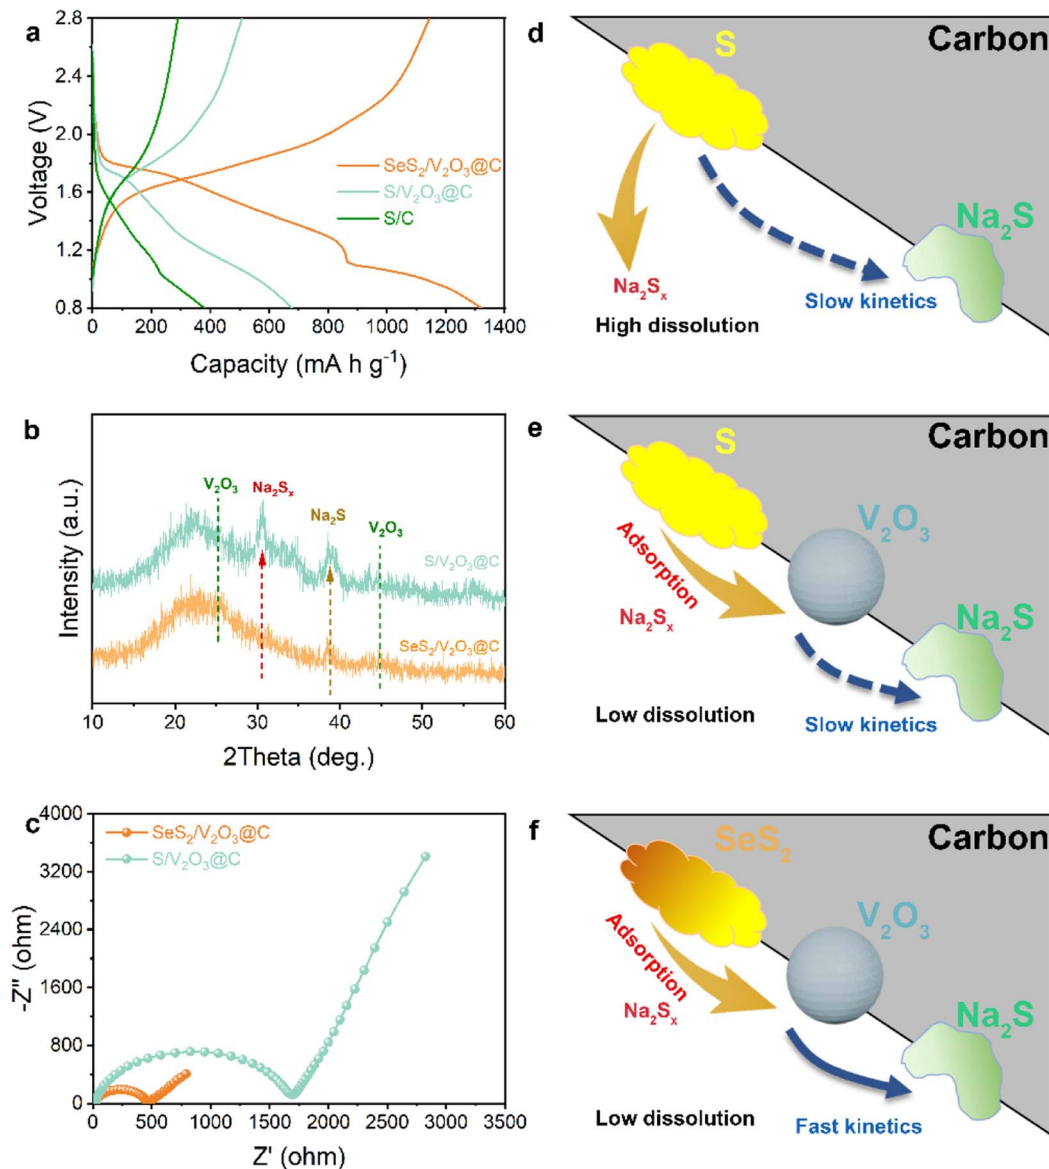 a
2.8
2.4
2.0
1.6
1.2
0.8
Voltage (V)
SeS₂/V₂O₃@C
S/V₂O₃@C
S/C
0 200 400 600 800 1000 1200 1400
Capacity (mA h g⁻¹)
d
S
Carbon
Na₂S
Na₂Sₓ
Slow kinetics
High dissolution
b
Intensity (a.u.)
V₂O₃
Na₂Sₓ
Na₂S
V₂O₃
S/V₂O₃@C
SeS₂/V₂O₃@C
10 20 30 40 50 60
2Theta (deg.)
e
S
Carbon
V₂O₃
Adsorption
Na₂Sₓ
Na₂S
Low dissolution
Slow kinetics
c
4000
3200
2400
1600
800
0
-Z" (ohm)
SeS₂/V₂O₃@C
S/V₂O₃@C
0 500 1000 1500 2000 2500 3000 3500
Z' (ohm)
f
SeS₂
Carbon
V₂O₃
Adsorption
Na₂Sₓ
Na₂S
Low dissolution
Fast kinetics